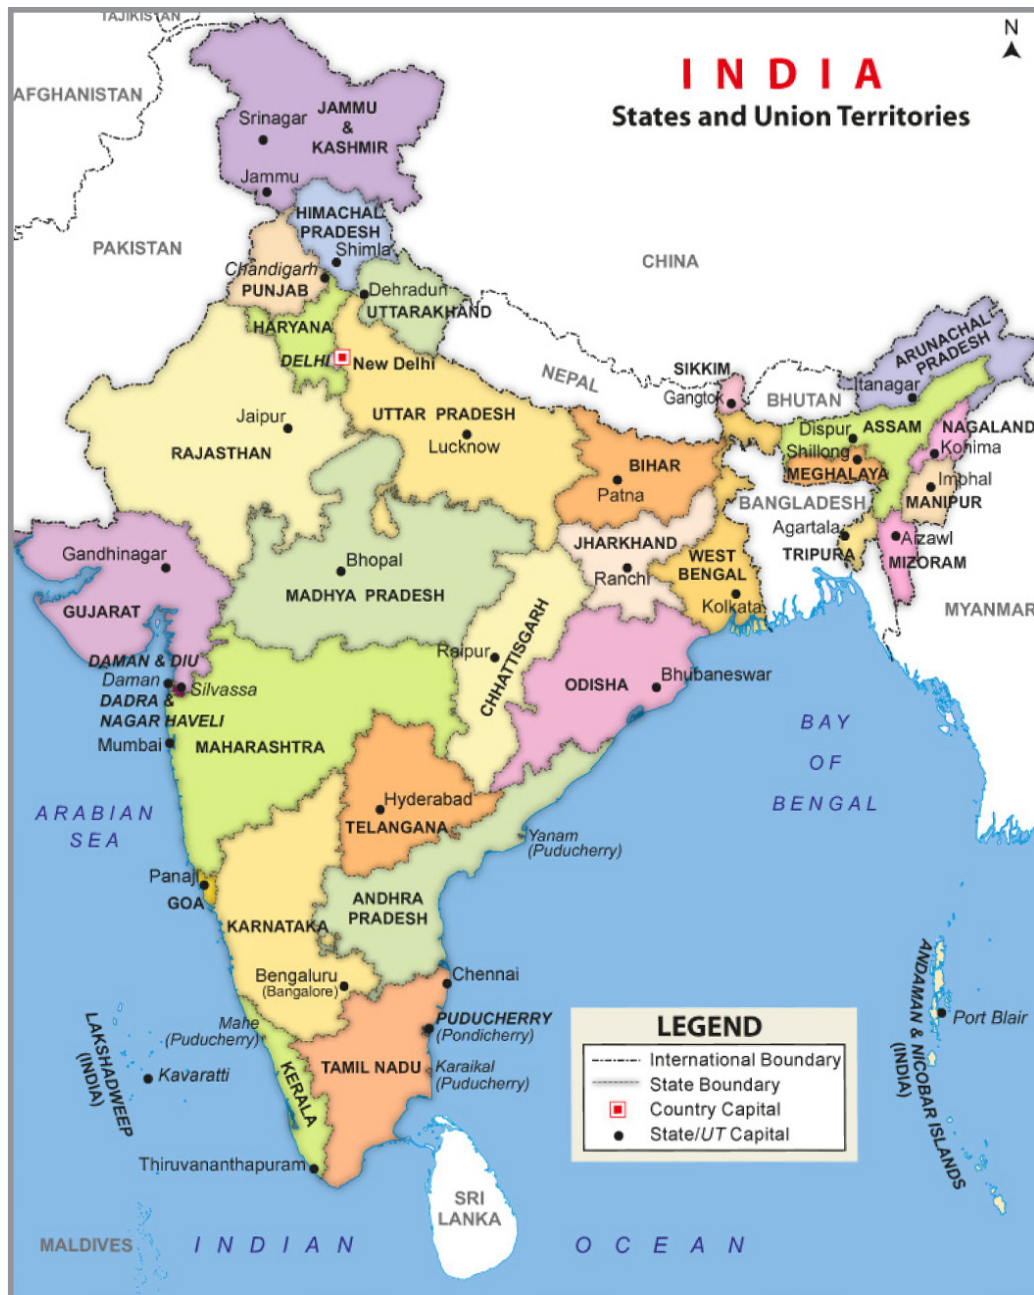 TAJIKISTAN
N
INDIA
States and Union Territories
AFGHANISTAN
JAMMU
&
KASHMIR
Srinagar
Jammu
HIMACHAL
PRADESH
Shimla
PAKISTAN
CHINA
Chandigarh
PUNJAB
Dehradun
UTTARAKHAND
HARYANA
DELHI
New Delhi
NEPAL
SIKKIM
Gangtok
BHUTAN
ARUNACHAL
PRADESH
Itanagar
UTTAR PRADESH
Lucknow
Jaipur
RAJASTHAN
BIHAR
Patna
Dispur
ASSAM
NAGALAND
Shillong
Kohima
MEGHALAYA
Imphal
MANIPUR
BANGLADESH
Agartala
TRIPURA
Aizawl
MIZORAM
MYANMAR
Gandhinagar
GUJARAT
Bhopal
MADHYA PRADESH
JHARKHAND
Ranchi
WEST
BENGAL
Kolkata
CHHATTISGARH
Raipur
ODISHA
Bhubaneswar
DAMAN & DIU
Daman
Silvassa
DADRA &
NAGAR HAVELI
Mumbai
MAHARASHTRA
BAY
OF
BENGAL
ARABIAN
SEA
Hyderabad
TELANGANA
Yanam
(Puducherry)
Panaji
GOA
KARNATAKA
ANDHRA
PRADESH
Bengaluru
(Bangalore)
Chennai
Mahe
(Puducherry)
PUDUCHERRY
(Pondicherry)
TAMIL NADU
Karaikal
(Puducherry)
KERALA
LAKSHADWEEP
(INDIA)
Kavaratti
Thiruvananthapuram
ANDAMAN & NICOBAR ISLANDS
(INDIA)
Port Blair
LEGEND
International Boundary
State Boundary
Country Capital
State/UT Capital
SRI
LANKA
MALDIVES
INDIAN OCEAN